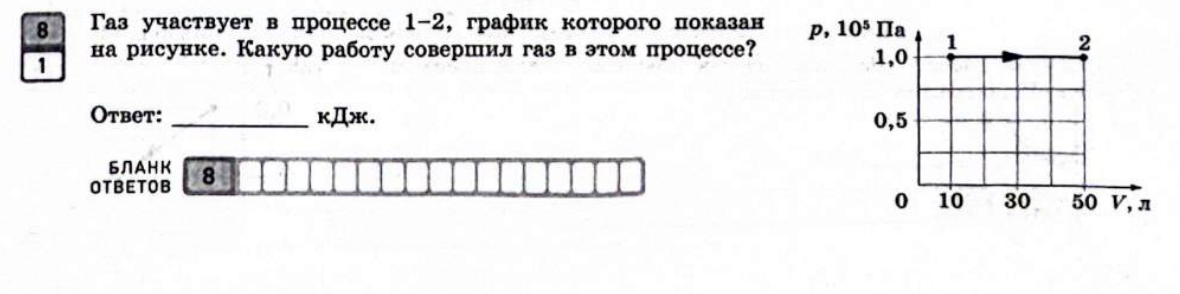 8
1
Газ участвует в процессе 1–2, график которого показан
на рисунке. Какую работу совершил газ в этом процессе?
Ответ: __________ кДж.
БЛАНК
ОТВЕТОВ
8
p, 10⁵ Па
1
2
1,0
0,5
0 10 30 50 V, л